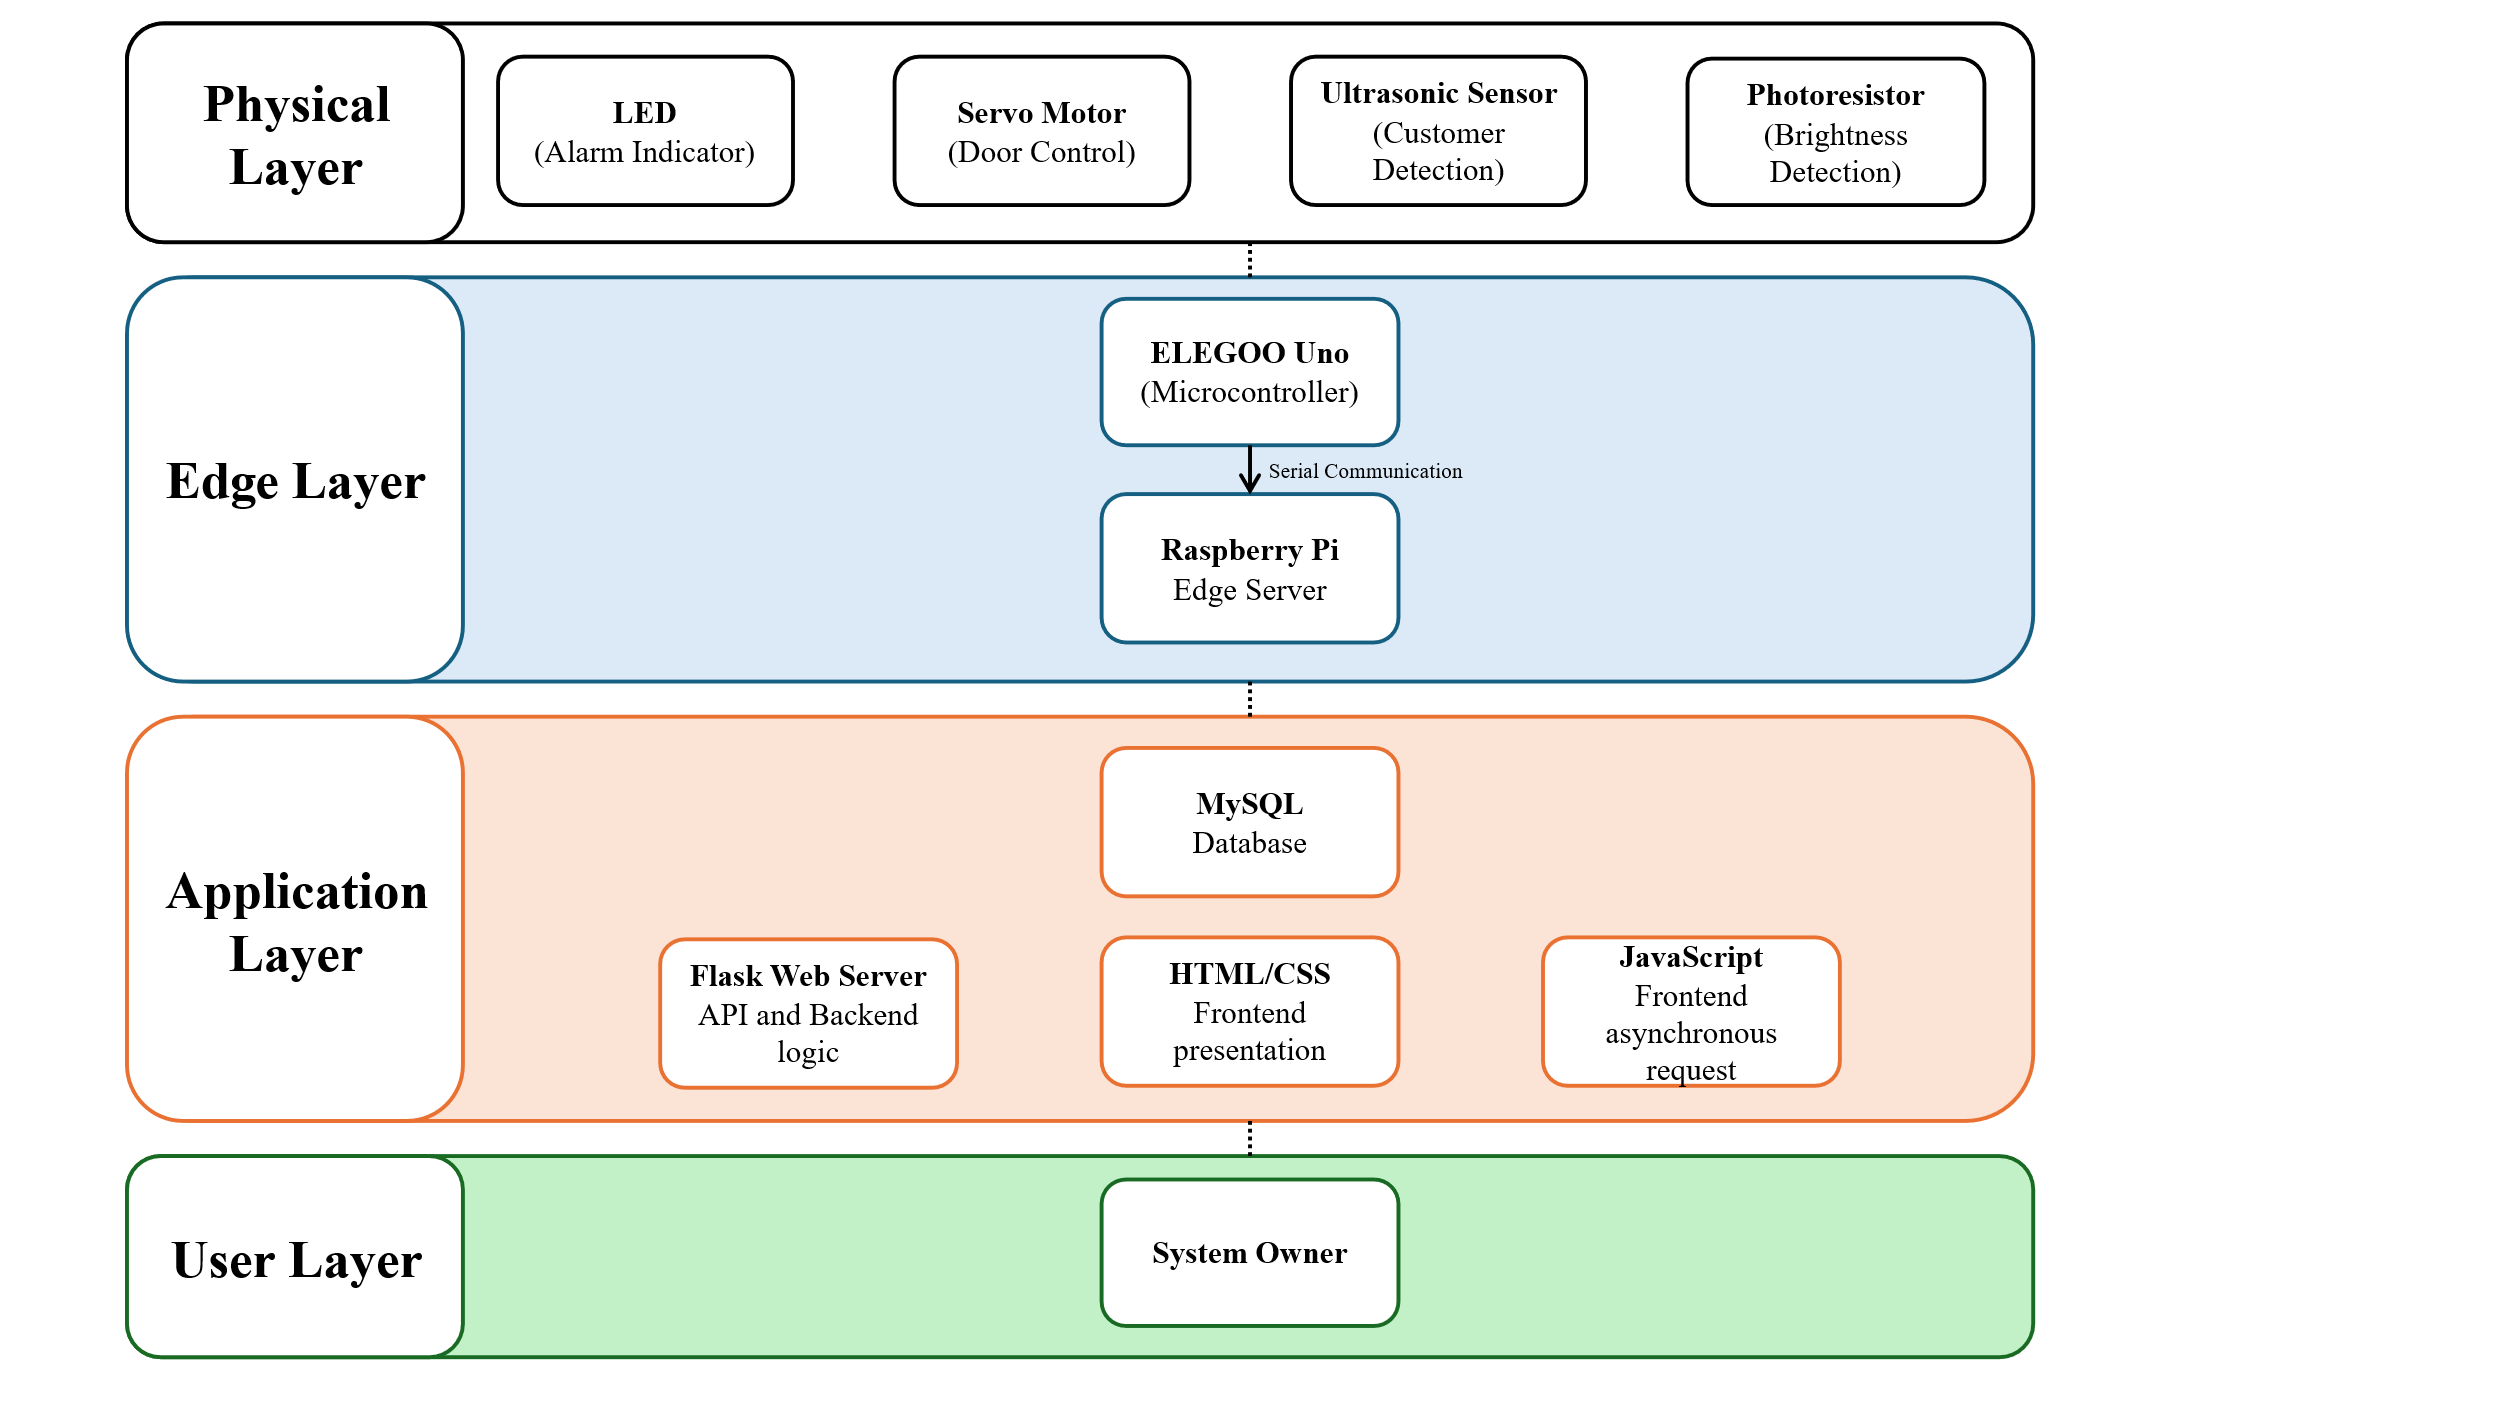 Physical
Layer
LED
(Alarm Indicator)
Servo Motor
(Door Control)
Ultrasonic Sensor
(Customer
Detection)
Photoresistor
(Brightness
Detection)
Edge Layer
ELEGOO Uno
(Microcontroller)
Serial Communication
Raspberry Pi
Edge Server
Application
Layer
MySQL
Database
Flask Web Server
API and Backend
logic
HTML/CSS
Frontend
presentation
JavaScript
Frontend
asynchronous
request
User Layer
System Owner